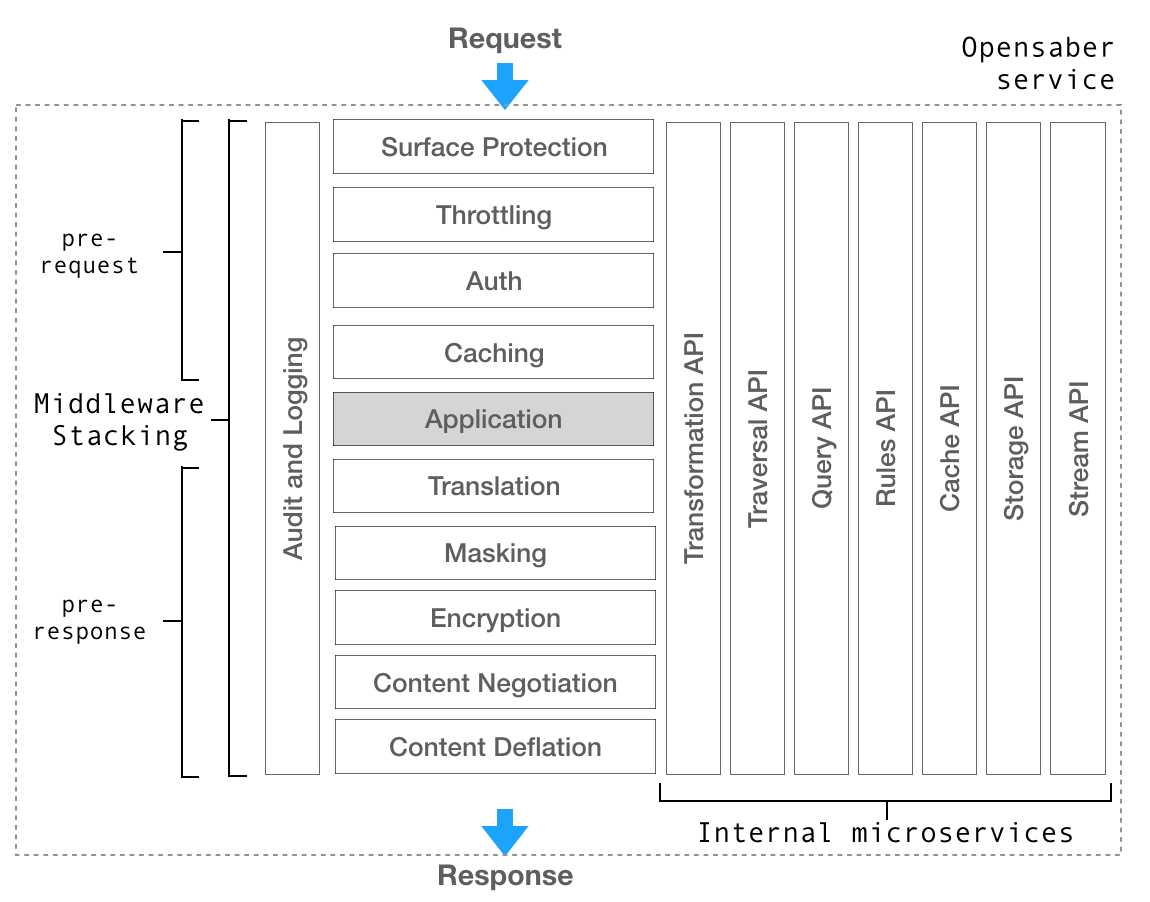 Request
Opensaber
service
Surface Protection
Throttling
pre-
request
Auth
Caching
Middleware
Stacking
Audit and Logging
Application
Translation
Masking
pre-
response
Encryption
Content Negotiation
Content Deflation
Transformation API
Traversal API
Query API
Rules API
Cache API
Storage API
Stream API
Internal microservices
Response